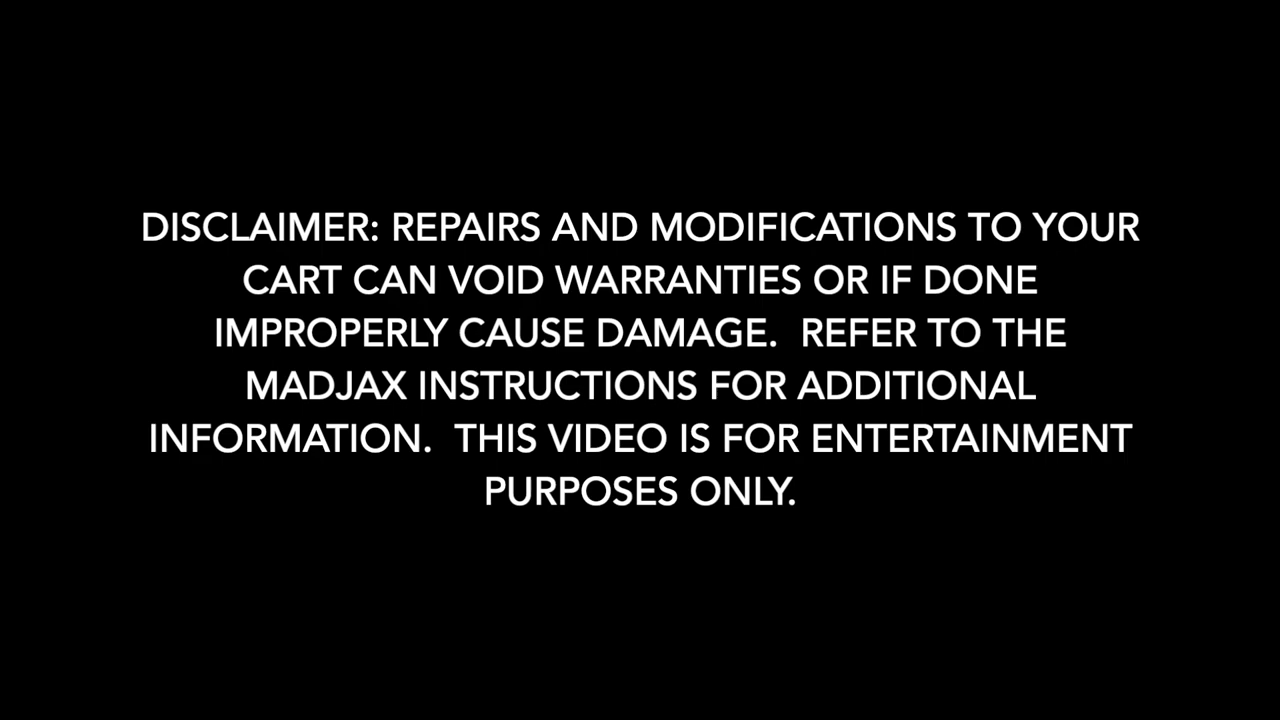 DISCLAIMER: REPAIRS AND MODIFICATIONS TO YOUR
CART CAN VOID WARRANTIES OR IF DONE
IMPROPERLY CAUSE DAMAGE.  REFER TO THE
MADJAX INSTRUCTIONS FOR ADDITIONAL
INFORMATION.  THIS VIDEO IS FOR ENTERTAINMENT
PURPOSES ONLY.